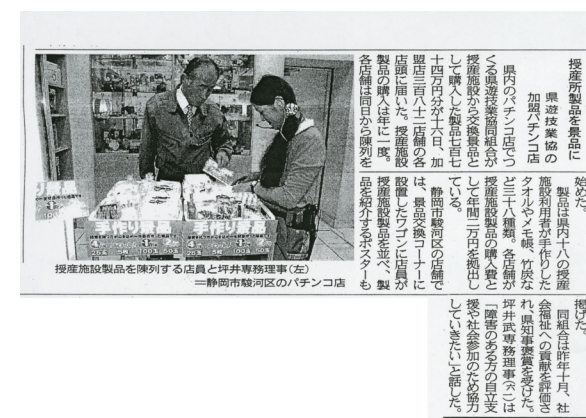 授産所製品を景品に
県遊技業協の
加盟パチンコ店
県内のパチンコ店でつ
くる県遊技業協同組合が
授産施設から交換景品と
して購入した製品七百七
十四万円分が十六日、加
盟店三百八十二店舗の各
店頭に届いた。授産施設
製品の購入は年に一度。
各店舗は同日から陳列を
始めた。
製品は県内十八の授産
施設利用者が手作りした
タオルやメモ帳、竹炭な
ど三十八種類。各店舗が
授産施設製品の購入費と
して年間二万円を拠出し
ている。
静岡市駿河区の店舗で
は、景品交換コーナーに
設置したワゴンに店員が
授産施設製品を並べ、製
品を紹介するポスターも
掲げた。
同組合は昨年十月、社
会福祉への貢献を評価さ
れ、県知事褒賞を受けた。
坪井武専務理事は
「障害のある方の自立支
援や社会参加のため協力
していきたい」と話した。
手作り
手作り
授産施設製品を陳列する店員と坪井専務理事(左)
=静岡市駿河区のパチンコ店